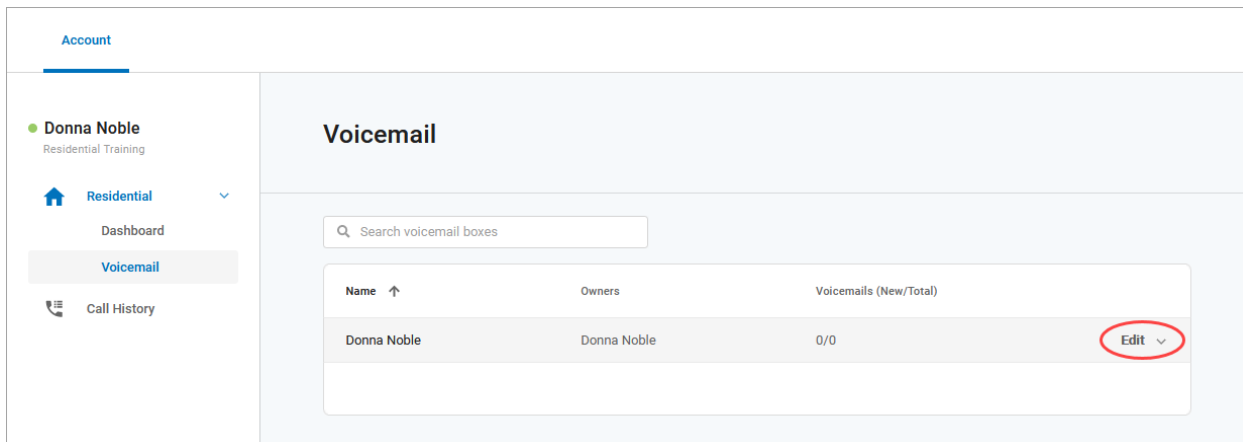 Account
Donna Noble
Residential Training
Residential
Dashboard
Voicemail
Call History
Voicemail
Search voicemail boxes
Name Owners Voicemails (New/Total)
Donna Noble Donna Noble 0/0 Edit